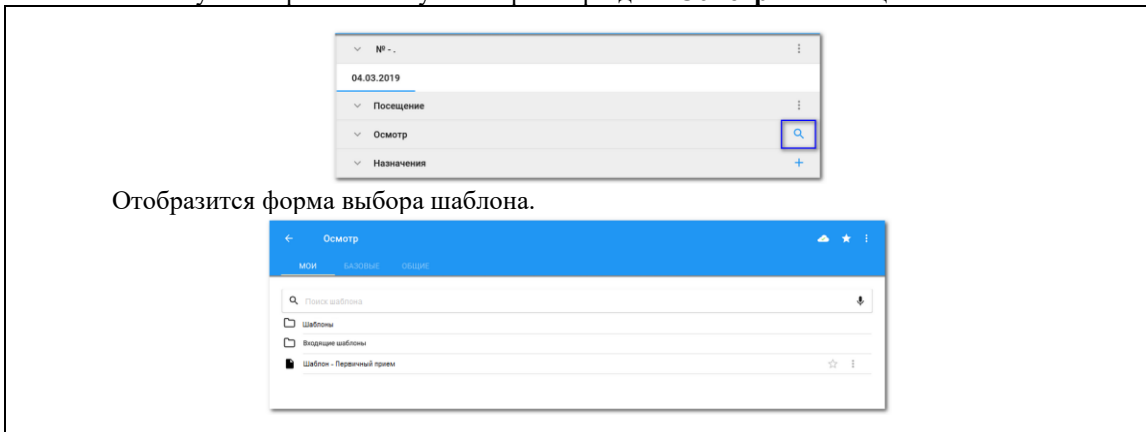 № - .
04.03.2019
Посещение
Осмотр
Назначения
Отобразится форма выбора шаблона.
Осмотр
МОИ БАЗОВЫЕ ОБЩИЕ
Поиск шаблона
Шаблоны
Входящие шаблоны
Шаблон - Первичный прием